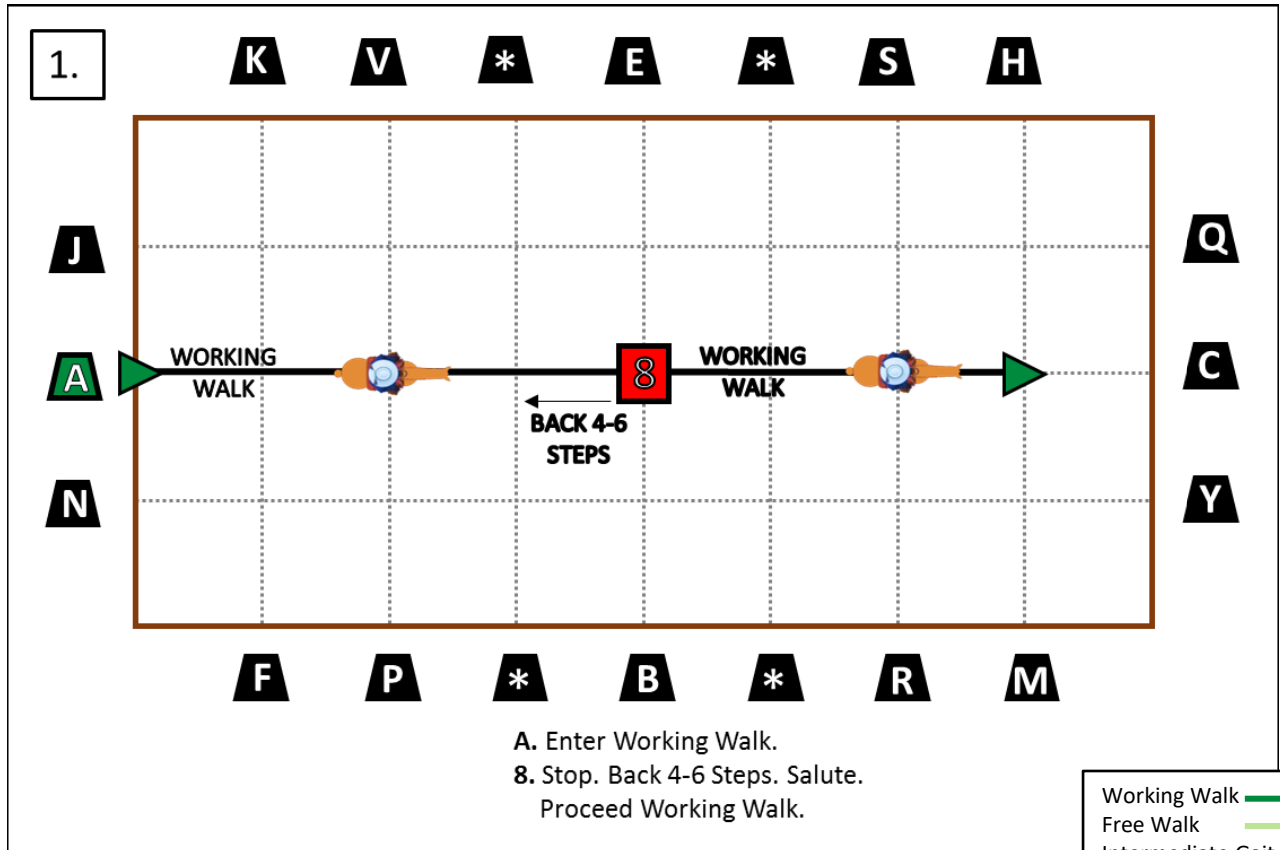 1.
K V * E * S H
J
Q
A
WORKING
WALK
8
WORKING
WALK
C
BACK 4-6
STEPS
N
Y
F P * B * R M
A. Enter Working Walk.
8. Stop. Back 4-6 Steps. Salute.
Proceed Working Walk.
Working Walk
Free Walk